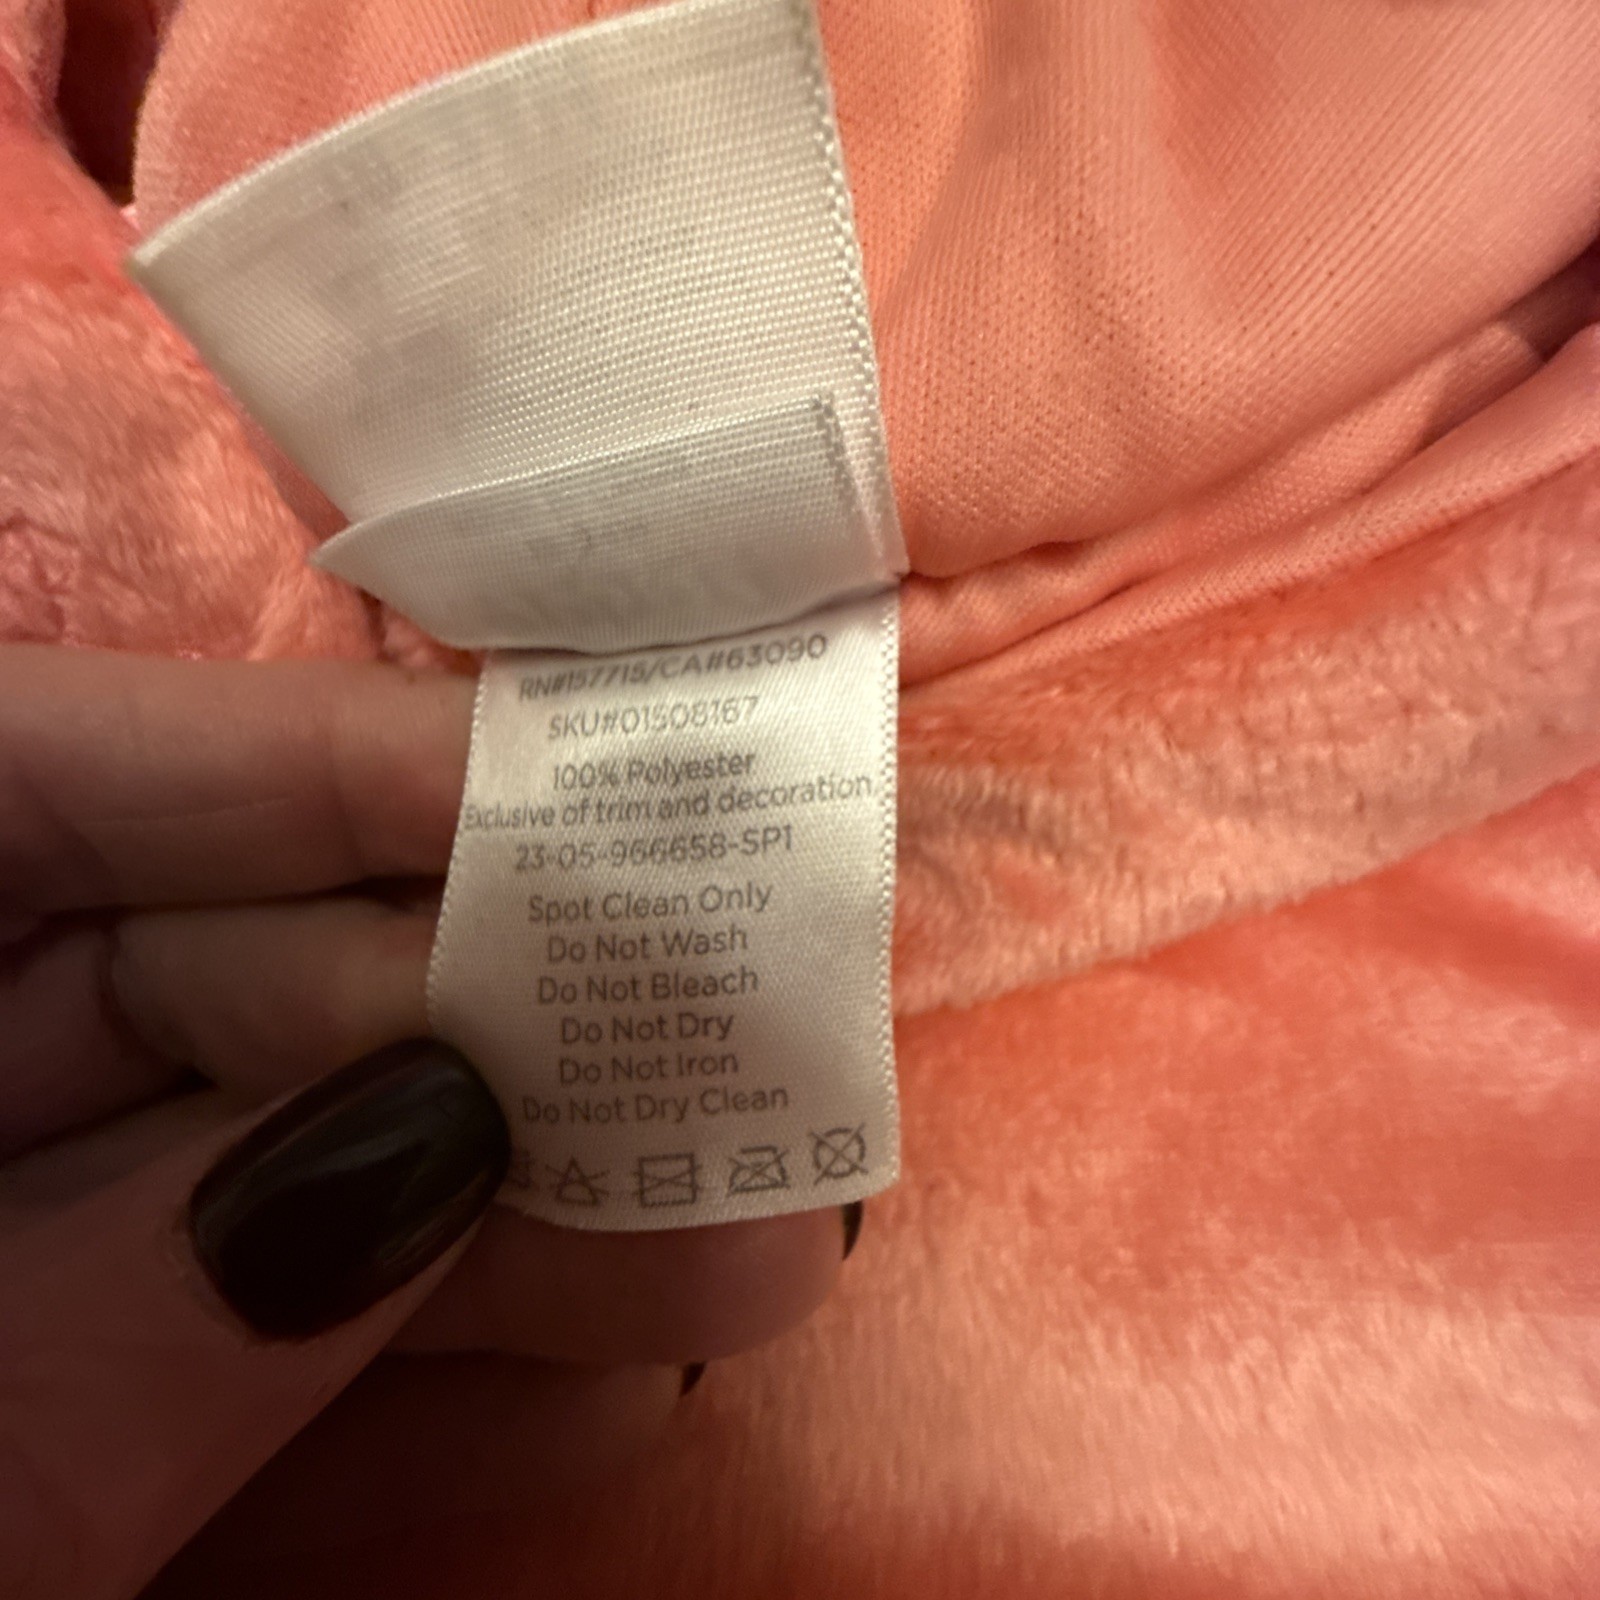 RN#157715/CA#63090
SKU#01508167
100% Polyester
Exclusive of trim and decoration
23-05-966658-SP1
Spot Clean Only
Do Not Wash
Do Not Bleach
Do Not Dry
Do Not Iron
Do Not Dry Clean